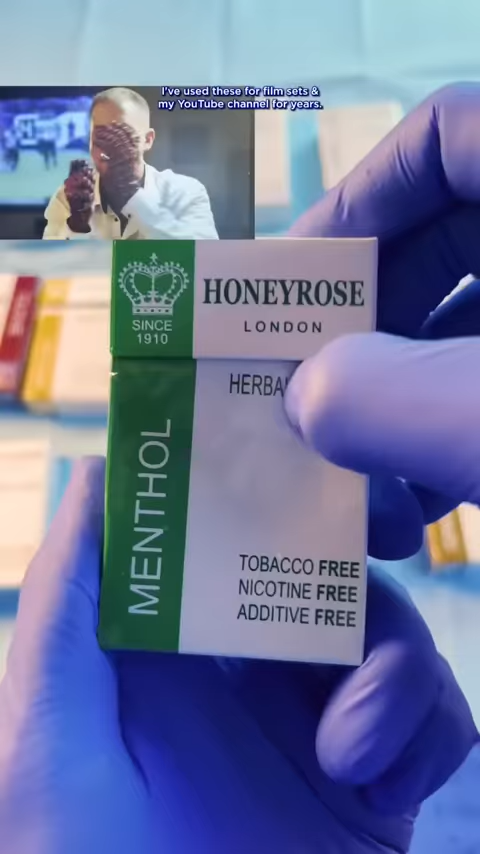 I've used these for film sets &
my YouTube channel for years.
HONEYROSE
LONDON
SINCE
1910
MENTHOL
TOBACCO FREE
NICOTINE FREE
ADDITIVE FREE